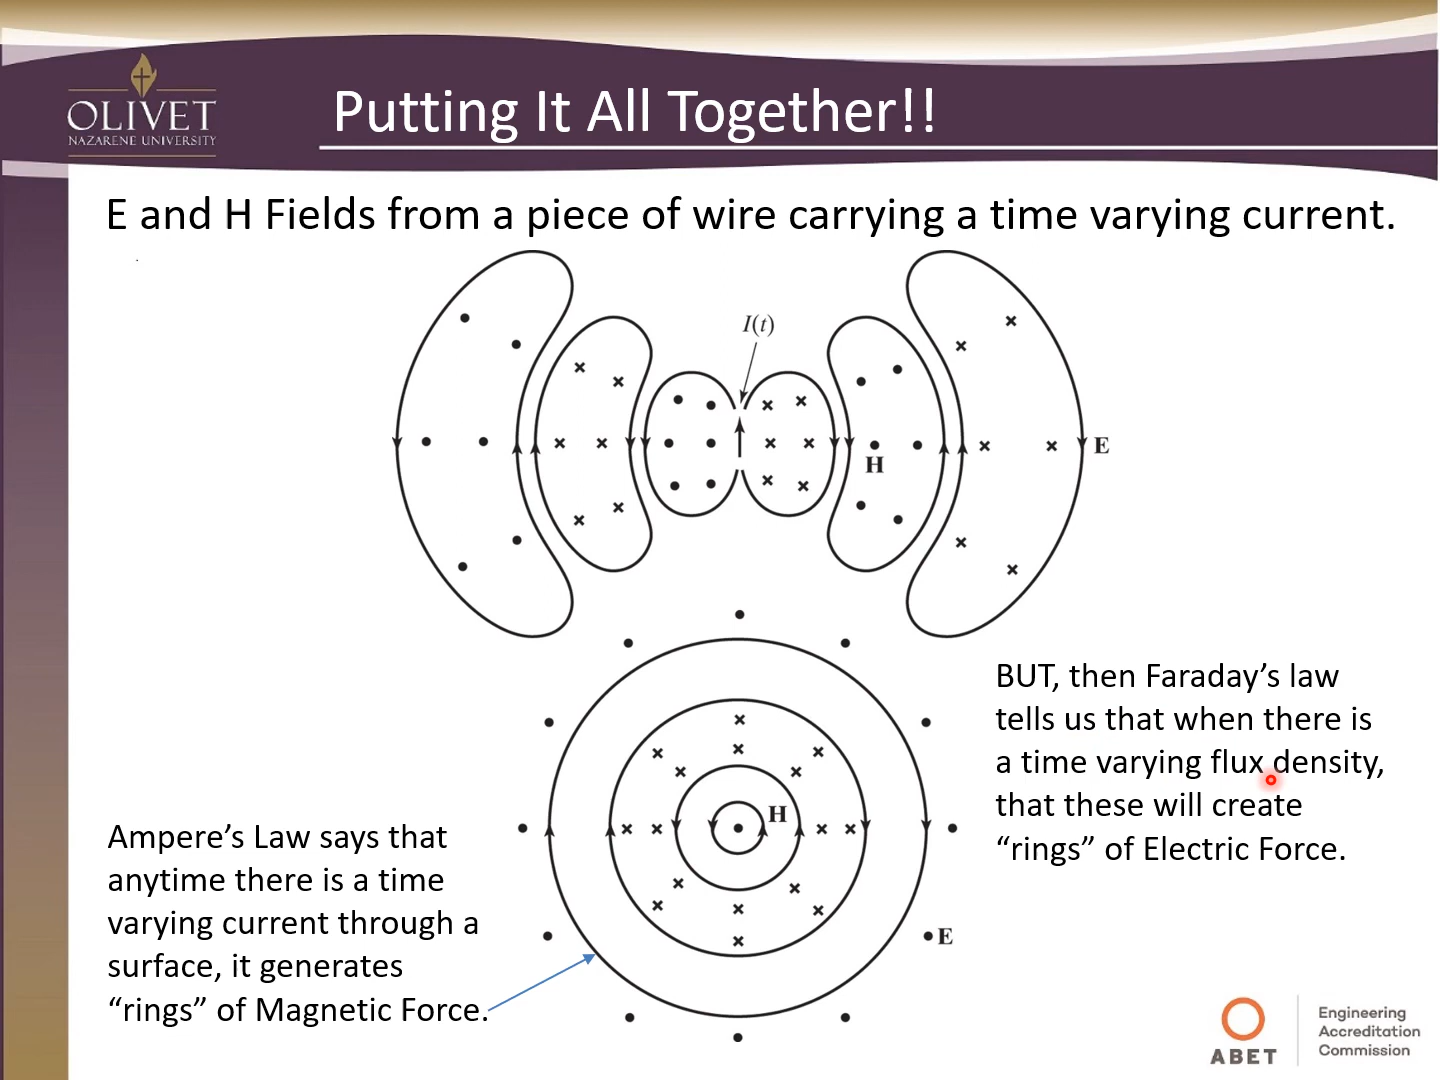 OLIVET
NAZARENE UNIVERSITY
Putting It All Together!!
E and H Fields from a piece of wire carrying a time varying current.
I(t)
E
H
H
E
BUT, then Faraday’s law
tells us that when there is
a time varying flux density,
that these will create
“rings” of Electric Force.
Ampere’s Law says that
anytime there is a time
varying current through a
surface, it generates
“rings” of Magnetic Force.
ABET
Engineering
Accreditation
Commission